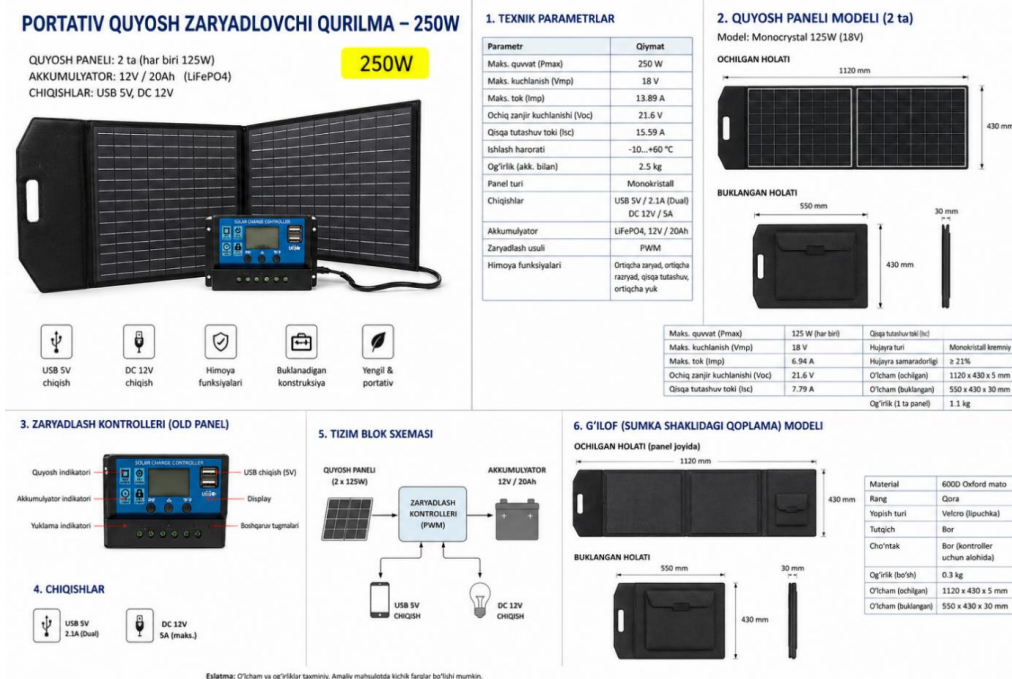 PORTATIV QUYOSH ZARYADLOVCHI QURILMA – 250W
QUYOSH PANELI: 2 ta (har biri 125W)
AKKUMULYATOR: 12V / 20Ah (LiFePO4)
CHIQISHLAR: USB 5V, DC 12V
250W
SOLAR CHARGE CONTROLLER
USB 5V chiqish
DC 12V chiqish
Himoya funksiyalari
Buklanadigan konstruksiya
Yengil & portativ
1. TEXNIK PARAMETRLAR
Parametr Qiymat
Maks. quvvat (Pmax) 250 W
Maks. kuchlanish (Vmp) 18 V
Maks. tok (Imp) 13.89 A
Ochiq zanjir kuchlanishi (Voc) 21.6 V
Qisqa tutashuv toki (Isc) 15.59 A
Ishlash harorati -10...+60 °C
Og'irlik (akk. bilan) 2.5 kg
Panel turi Monokristall
Chiqishlar USB 5V / 2.1A (Dual)
DC 12V / 5A
Akkumulyator LiFePO4, 12V / 20Ah
Zaryadlash usuli PWM
Himoya funksiyalari Ortiqcha zaryad, ortiqcha
razryad, qisqa tutashuv,
ortiqcha yuk
2. QUYOSH PANELI MODELI (2 ta)
Model: Monocrystal 125W (18V)
OCHILGAN HOLATI
1120 mm
430 mm
BUKLANGAN HOLATI
550 mm
30 mm
430 mm
Maks. quvvat (Pmax) 125 W (har biri) Qisqa tutashuv toki (Isc)
Maks. kuchlanish (Vmp) 18 V Hujayra turi Monokristall kremniy
Maks. tok (Imp) 6.94 A Hujayra samaradorligi ≥ 21%
Ochiq zanjir kuchlanishi (Voc) 21.6 V O'lcham (ochilgan) 1120 x 430 x 5 mm
Qisqa tutashuv toki (Isc) 7.79 A O'lcham (buklangan) 550 x 430 x 30 mm
Og'irlik (1 ta panel) 1.1 kg
3. ZARYADLASH KONTROLLERI (OLD PANEL)
SOLAR CHARGE CONTROLLER
Quyosh indikatori
Akkumulyator indikatori
Yuklama indikatori
USB chiqish (5V)
Display
Boshqaruv tugmalari
4. CHIQISHLAR
USB 5V
2.1A (Dual)
DC 12V
5A (maks.)
5. TIZIM BLOK SXEMASI
QUYOSH PANELI
(2 x 125W)
ZARYADLASH
KONTROLLERI
(PWM)
AKKUMULYATOR
12V / 20Ah
USB 5V
CHIQISH
DC 12V
CHIQISH
6. G'ILOF (SUMKA SHAKLIDAGI QOPLAMA) MODELI
OCHILGAN HOLATI (panel joyida)
1120 mm
430 mm
BUKLANGAN HOLATI
550 mm
30 mm
430 mm
Material 600D Oxford mato
Rang Qora
Yopish turi Velcro (lipuchka)
Tutqich Bor
Cho'ntak Bor (kontroller
uchun alohida)
Og'irlik (bo'sh) 0.3 kg
O'lcham (ochilgan) 1120 x 430 x 5 mm
O'lcham (buklangan) 550 x 430 x 30 mm
Eslatma: O'lcham va og'irliklar taxminiy. Amaliy mahsulotda kichik farqlar bo'lishi mumkin.